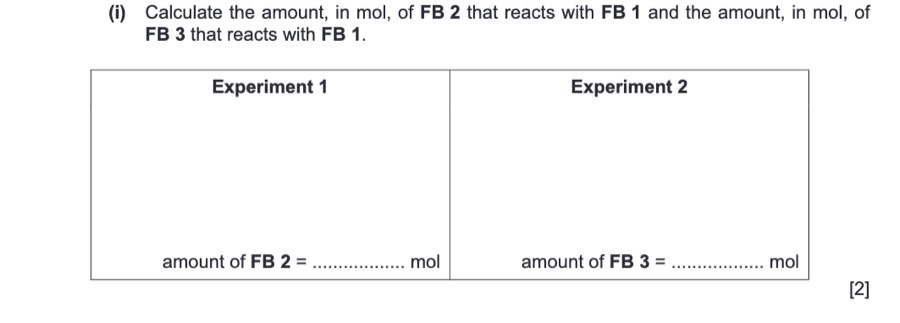 (i) Calculate the amount, in mol, of FB 2 that reacts with FB 1 and the amount, in mol, of
FB 3 that reacts with FB 1.
Experiment 1
Experiment 2
amount of FB 2 = .................. mol
amount of FB 3 = .................. mol
[2]